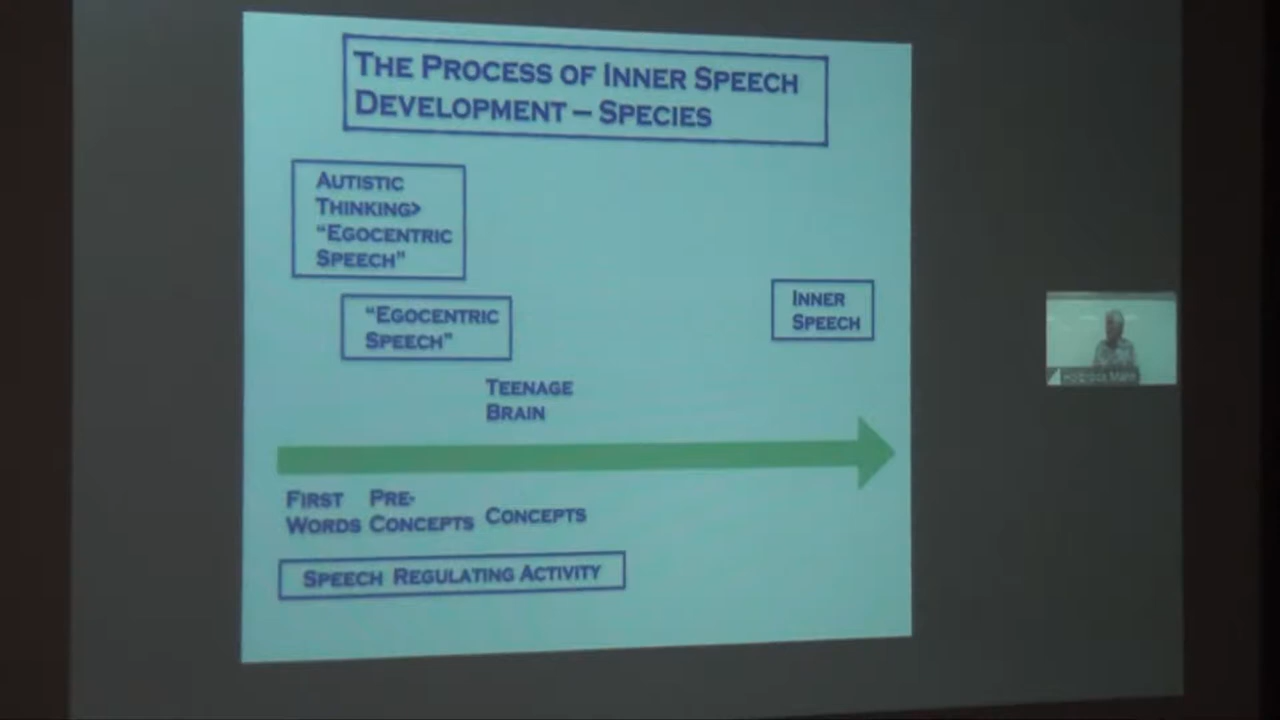 THE PROCESS OF INNER SPEECH
DEVELOPMENT – SPECIES
AUTISTIC
THINKING>
"EGOCENTRIC
SPEECH"
"EGOCENTRIC
SPEECH"
INNER
SPEECH
TEENAGE
BRAIN
FIRST PRE-
WORDS CONCEPTS CONCEPTS
SPEECH REGULATING ACTIVITY